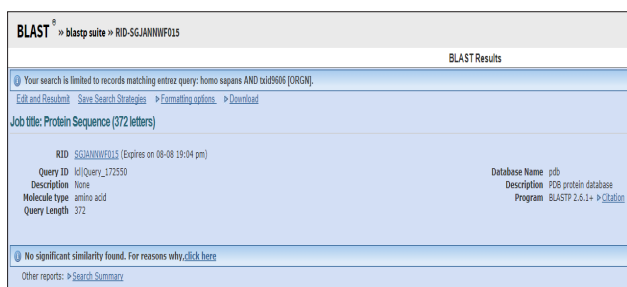 BLAST ® » blastp suite » RID-SGJANNWF015
BLAST Results
Your search is limited to records matching entrez query: homo sapans AND txid9606 [ORGN].
Edit and Resubmit Save Search Strategies ▶Formatting options ▶Download
Job title: Protein Sequence (372 letters)
RID SGJANNWF015 (Expires on 08-08 19:04 pm)
Query ID lcl|Query_172550
Description None
Molecule type amino acid
Query Length 372
Database Name pdb
Description PDB protein database
Program BLASTP 2.6.1+ ▶Citation
No significant similarity found. For reasons why,click here
Other reports: ▶Search Summary